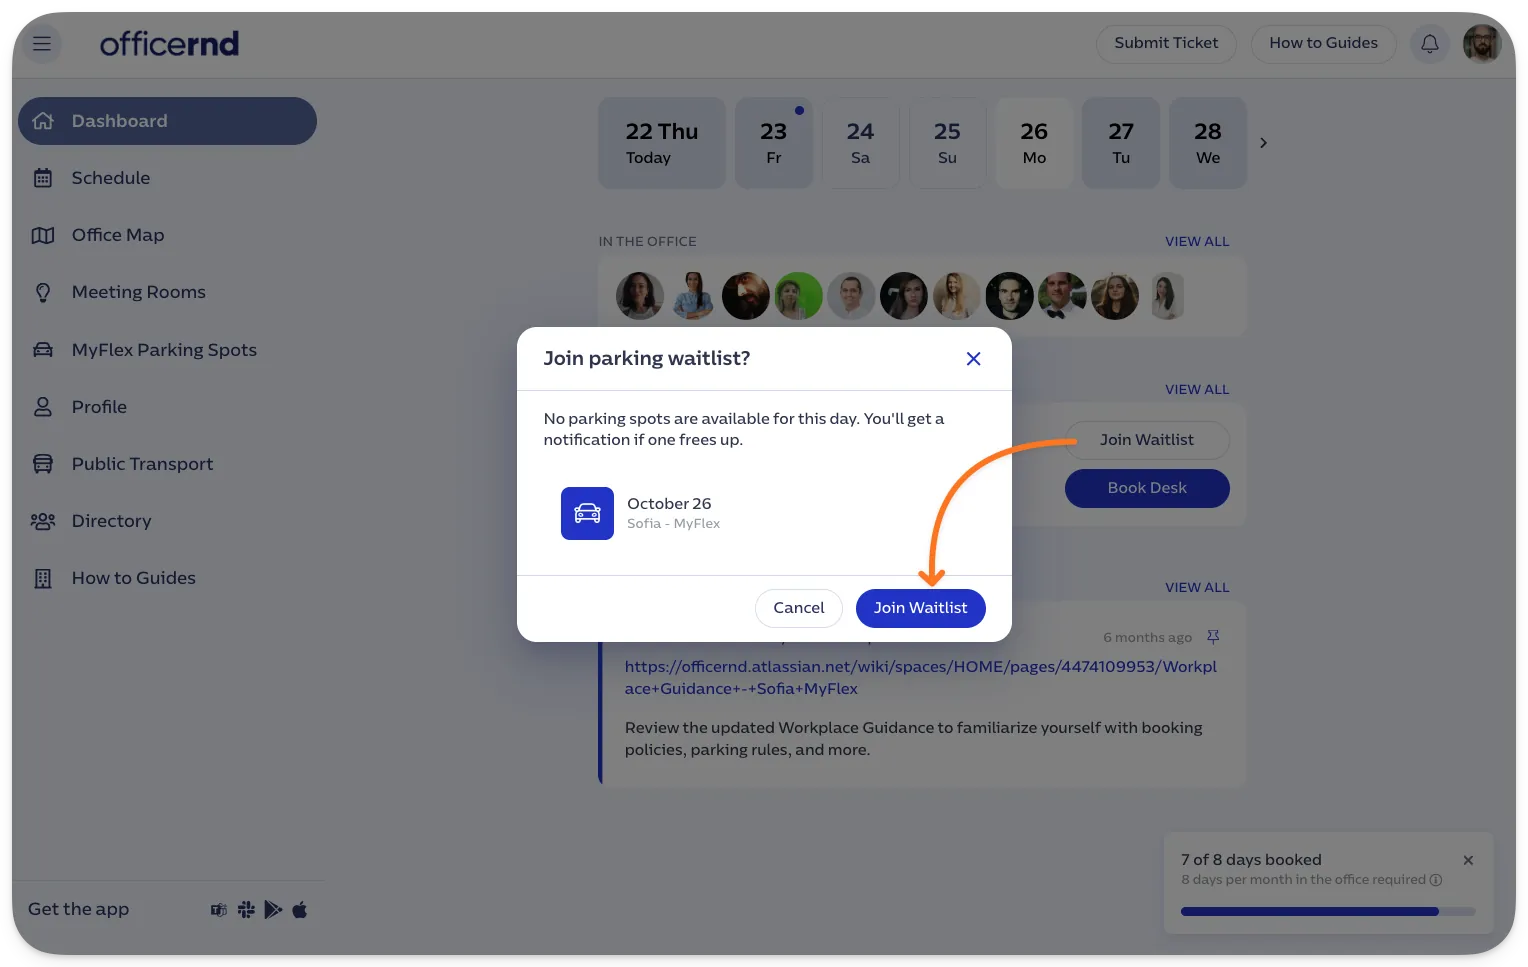 officernd
Submit Ticket
How to Guides
Dashboard
Schedule
Office Map
Meeting Rooms
MyFlex Parking Spots
Profile
Public Transport
Directory
How to Guides
Get the app
22 Thu
Today
23
Fr
24
Sa
25
Su
26
Mo
27
Tu
28
We
IN THE OFFICE
VIEW ALL
VIEW ALL
Join Waitlist
Book Desk
Join parking waitlist?
No parking spots are available for this day. You'll get a
notification if one frees up.
October 26
Sofia - MyFlex
Cancel
Join Waitlist
VIEW ALL
6 months ago
https://officernd.atlassian.net/wiki/spaces/HOME/pages/4474109953/Workpl
ace+Guidance+-+Sofia+MyFlex
Review the updated Workplace Guidance to familiarize yourself with booking
policies, parking rules, and more.
7 of 8 days booked
8 days per month in the office required